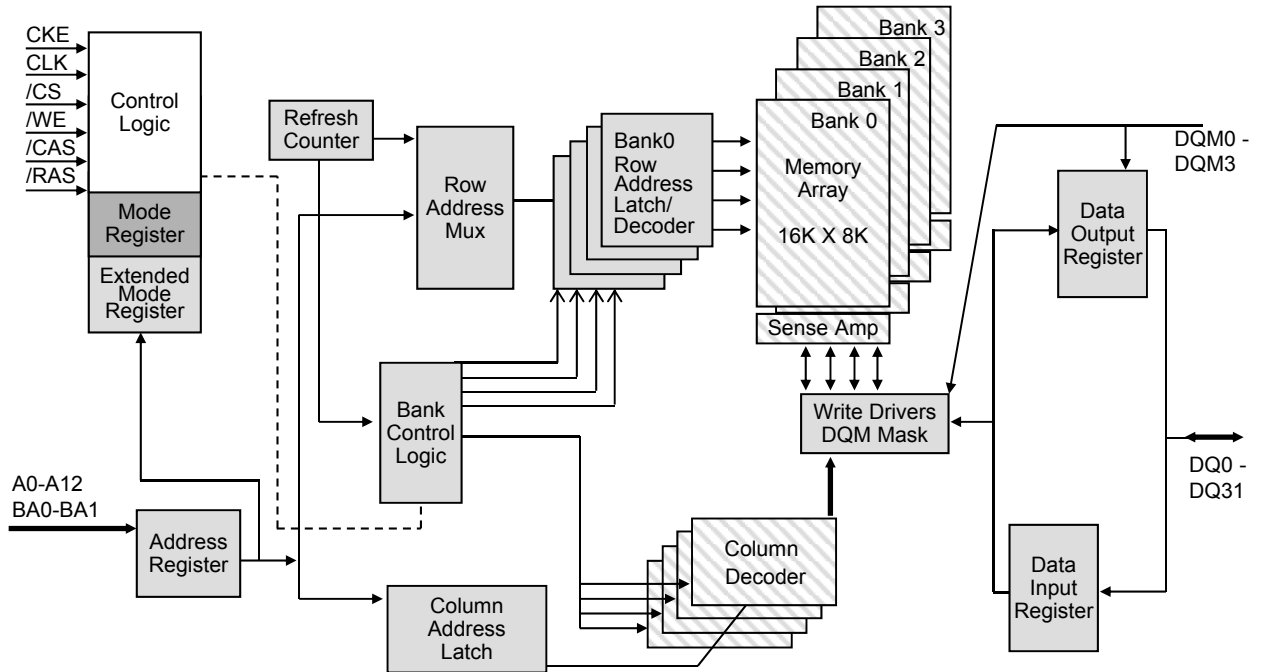 CKE
CLK
/CS
/WE
/CAS
/RAS
Control
Logic
Mode
Register
Extended
Mode
Register
Refresh
Counter
Row
Address
Mux
Bank0
Row
Address
Latch/
Decoder
Bank 3
Bank 2
Bank 1
Bank 0
Memory
Array
16K X 8K
Sense Amp
DQM0 -
DQM3
Data
Output
Register
Bank
Control
Logic
Write Drivers
DQM Mask
DQ0 -
DQ31
A0-A12
BA0-BA1
Address
Register
Column
Address
Latch
Column
Decoder
Data
Input
Register